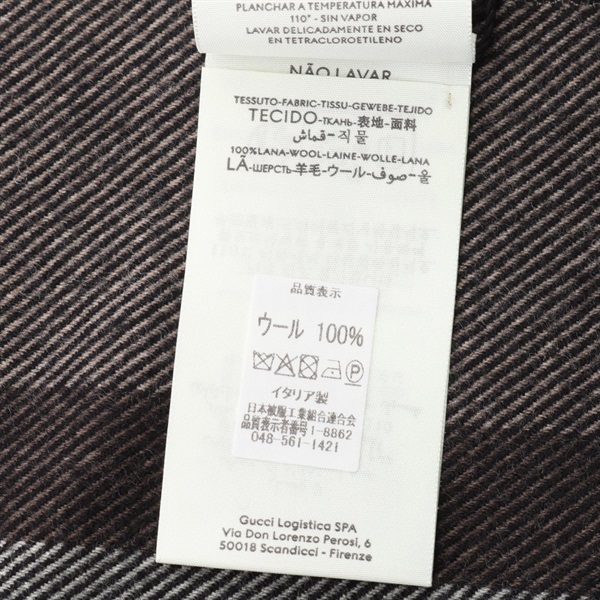 PLANCHAR A TEMPERATURA MÁXIMA
110° - SIN VAPOR
LAVAR DELICADAMENTE EN SECO
EN TETRACLOROETILENO
NÃO LAVAR
TESSUTO-FABRIC-TISSU-GEWEBE-TEJIDO
TECIDO-ТКАНЬ-表地-面料
قماش-직물
100%LANA-WOOL-LAINE-WOLLE-LANA
LÃ-ШЕРСТЬ-羊毛-ウール-صوف-울
品質表示
ウール 100%
P
イタリア製
日本被服工業組合連合会
品質表示者番号1-8862
048-561-1421
Gucci Logistica SPA
Via Don Lorenzo Perosi, 6
50018 Scandicci - Firenze